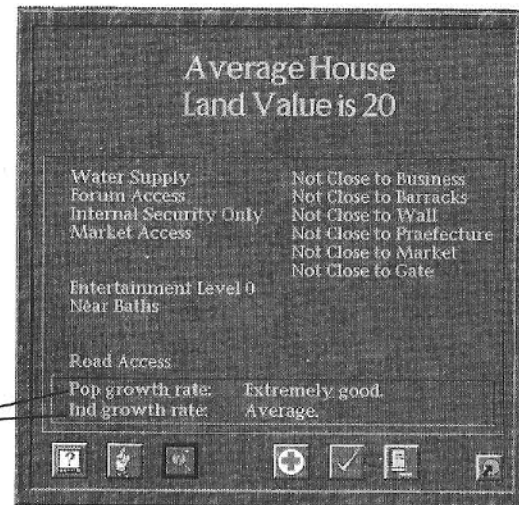 Average House
Land Value is 20
Water Supply
Forum Access
Internal Security Only
Market Access
Entertainment Level 0
Near Baths
Road Access
Not Close to Business
Not Close to Barracks
Not Close to Wall
Not Close to Praefecture
Not Close to Market
Not Close to Gate
Pop growth rate: Extremely good.
Ind growth rate: Average.
?